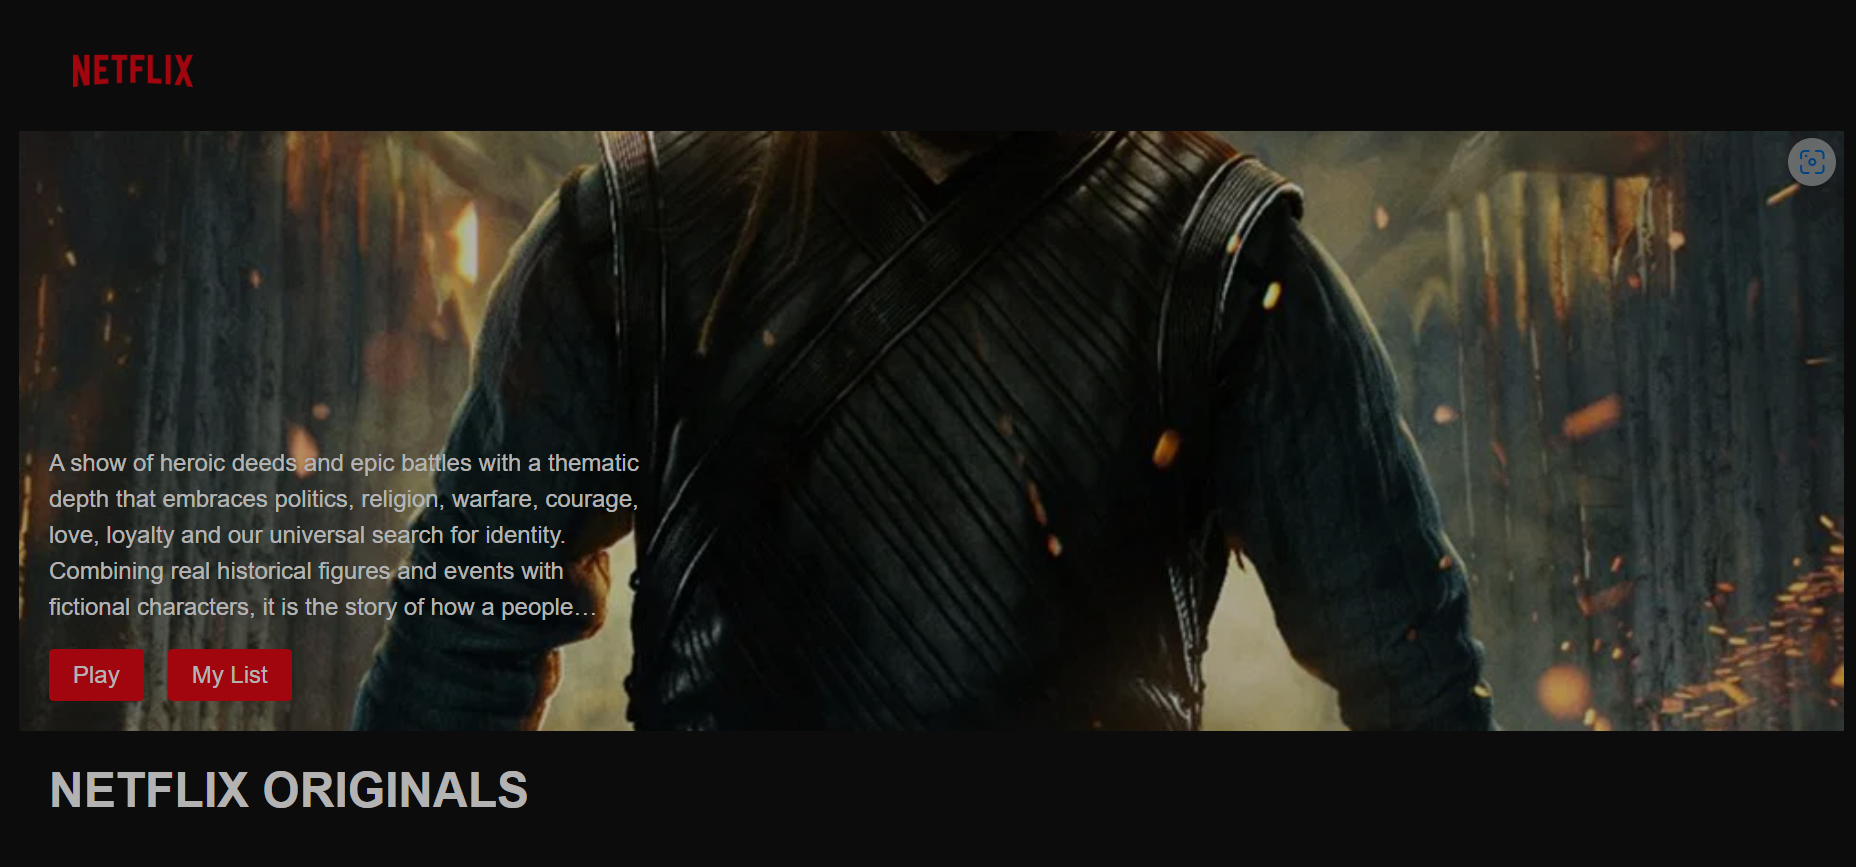 NETFLIX
A show of heroic deeds and epic battles with a thematic
depth that embraces politics, religion, warfare, courage,
love, loyalty and our universal search for identity.
Combining real historical figures and events with
fictional characters, it is the story of how a people...
Play
My List
NETFLIX ORIGINALS